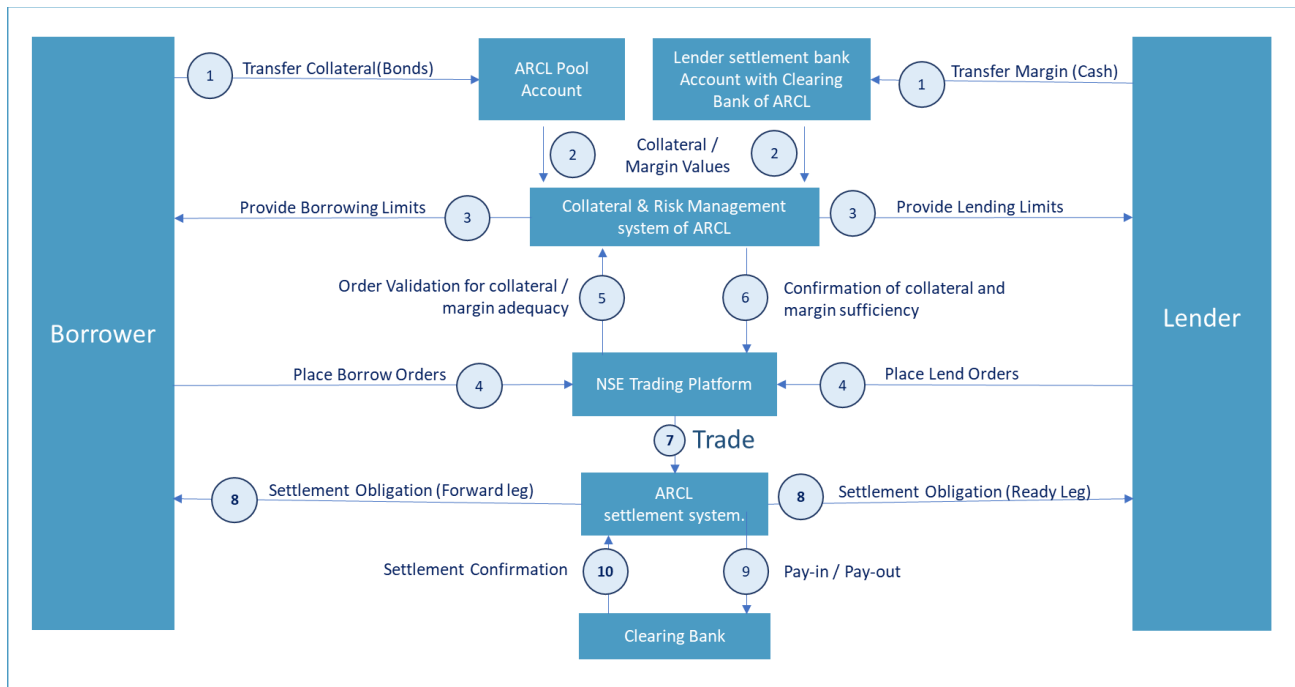 1
Transfer Collateral(Bonds)
ARCL Pool
Account
Lender settlement bank
Account with Clearing
Bank of ARCL
1
Transfer Margin (Cash)
2
Collateral /
Margin Values
2
Provide Borrowing Limits
3
Collateral & Risk Management
system of ARCL
3
Provide Lending Limits
Order Validation for collateral /
margin adequacy
5
6
Confirmation of collateral and
margin sufficiency
Borrower
Lender
Place Borrow Orders
4
NSE Trading Platform
4
Place Lend Orders
7
Trade
8
Settlement Obligation (Forward leg)
ARCL
settlement system.
8
Settlement Obligation (Ready Leg)
Settlement Confirmation
10
9
Pay-in / Pay-out
Clearing Bank